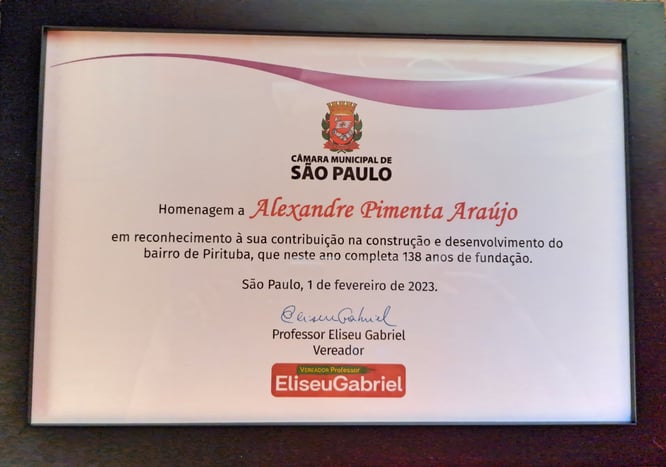 CÂMARA MUNICIPAL DE
SÃO PAULO
Homenagem a Alexandre Pimenta Araújo
em reconhecimento à sua contribuição na construção e desenvolvimento do
bairro de Pirituba, que neste ano completa 138 anos de fundação.
São Paulo, 1 de fevereiro de 2023.
Eliseu Gabriel
Professor Eliseu Gabriel
Vereador
VEREADOR Professor
EliseuGabriel